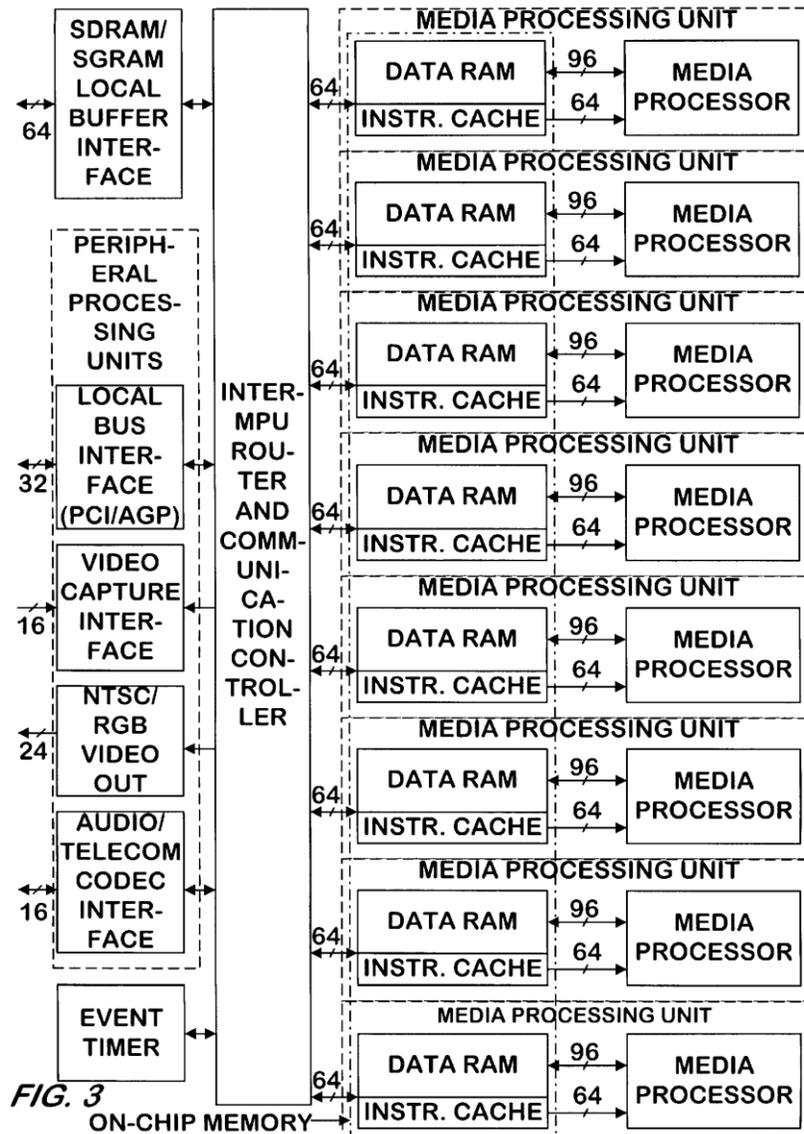 SDRAM/
SGRAM
LOCAL
BUFFER
INTER-
FACE
64
PERIPH-
ERAL
PROCES-
SING
UNITS
LOCAL
BUS
INTER-
FACE
(PCI/AGP)
32
VIDEO
CAPTURE
INTER-
FACE
16
NTSC/
RGB
VIDEO
OUT
24
AUDIO/
TELECOM
CODEC
INTER-
FACE
16
EVENT
TIMER
INTER-
MPU
ROU-
TER
AND
COMM-
UNI-
CA-
TION
CON-
TROL-
LER
MEDIA PROCESSING UNIT
64
DATA RAM
INSTR. CACHE
96
64
MEDIA
PROCESSOR
MEDIA PROCESSING UNIT
64
DATA RAM
INSTR. CACHE
96
64
MEDIA
PROCESSOR
MEDIA PROCESSING UNIT
64
DATA RAM
INSTR. CACHE
96
64
MEDIA
PROCESSOR
MEDIA PROCESSING UNIT
64
DATA RAM
INSTR. CACHE
96
64
MEDIA
PROCESSOR
MEDIA PROCESSING UNIT
64
DATA RAM
INSTR. CACHE
96
64
MEDIA
PROCESSOR
MEDIA PROCESSING UNIT
64
DATA RAM
INSTR. CACHE
96
64
MEDIA
PROCESSOR
MEDIA PROCESSING UNIT
64
DATA RAM
INSTR. CACHE
96
64
MEDIA
PROCESSOR
MEDIA PROCESSING UNIT
64
DATA RAM
INSTR. CACHE
96
64
MEDIA
PROCESSOR
FIG. 3
ON-CHIP MEMORY